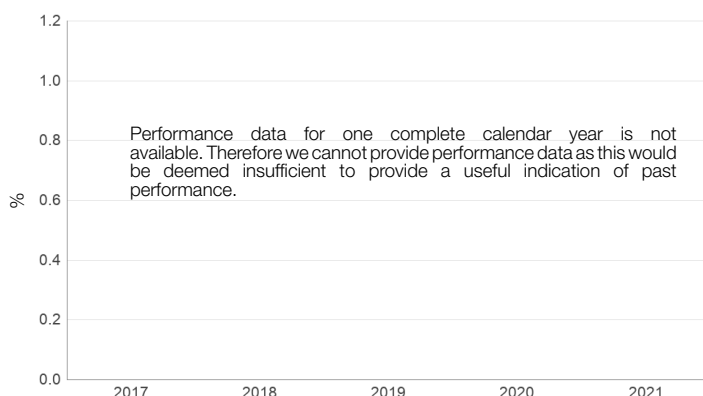 1.2
1.0
0.8
0.6
0.4
0.2
0.0
%
Performance data for one complete calendar year is not
available. Therefore we cannot provide performance data as this would
be deemed insufficient to provide a useful indication of past
performance.
2017 2018 2019 2020 2021